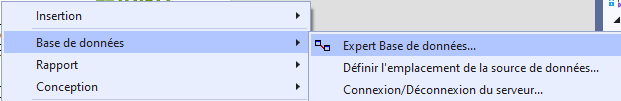 Insertion
Base de données
Expert Base de données...
Rapport
Définir l'emplacement de la source de données...
Conception
Connexion/Déconnexion du serveur...